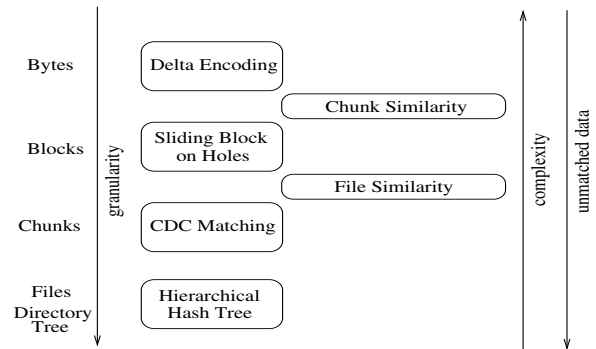 Bytes
Delta Encoding
Chunk Similarity
Blocks
Sliding Block
on Holes
File Similarity
Chunks
CDC Matching
Files
Directory
Tree
Hierarchical
Hash Tree
granularity
complexity
unmatched data